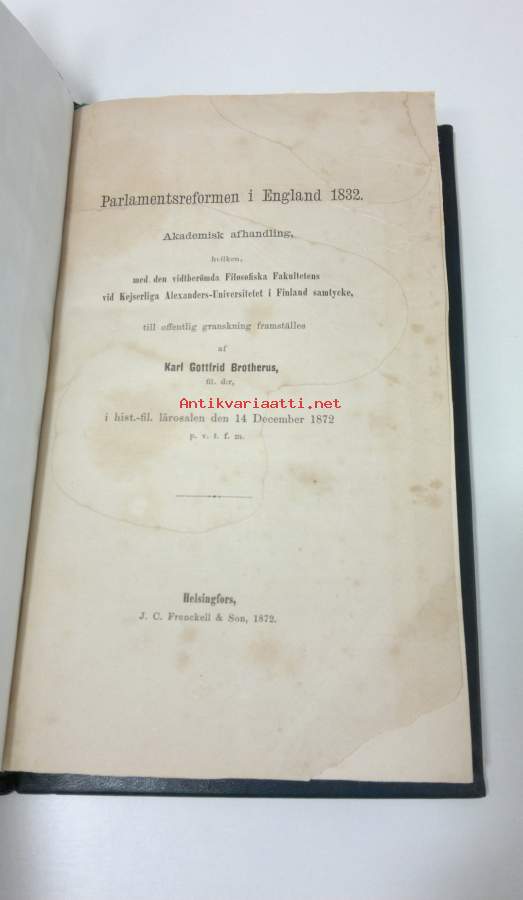 Parlamentsreformen i England 1832.
Akademisk afhandling,
hvilken,
med den vidtberömda Filosofiska Fakultetens
vid Kejserliga Alexanders-Universitetet i Finland samtycke,
till offentlig granskning framställes
af
Karl Gottfrid Brotherus,
fil. d:r,
Antikvariaatti.net
i hist.-fil. lärosalen den 14 December 1872
p. v. t. f. m.
Helsingfors,
J. C. Frenckell & Son, 1872.